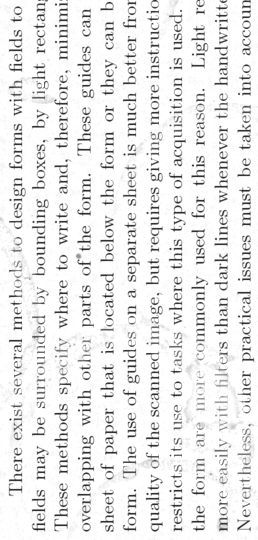 There exist several methods to design forms with fields to
fields may be surrounded by bounding boxes, by light rectang
These methods specify where to write and, therefore, minimi
overlapping with other parts of the form. These guides can
sheet of paper that is located below the form or they can b
form. The use of guides on a separate sheet is much better from
quality of the scanned image, but requires giving more instructio
restricts its use to tasks where this type of acquisition is used.
the form are more commonly used for this reason. Light re
more easily with filters than dark lines whenever the handwritte
Nevertheless, other practical issues must be taken into accoun